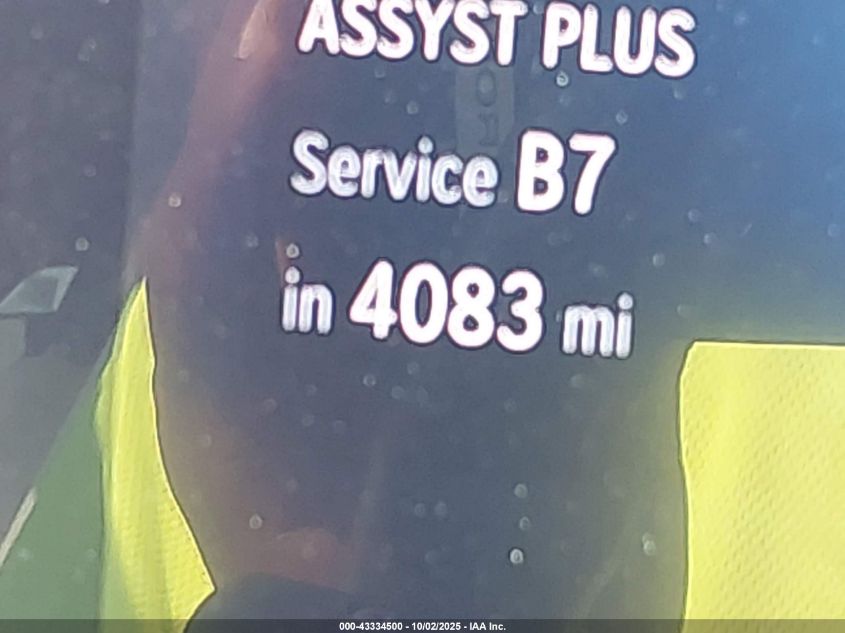 ASSYST PLUS
Service B7
in 4083 mi
000-43334500 - 10/02/2025 - IAA Inc.